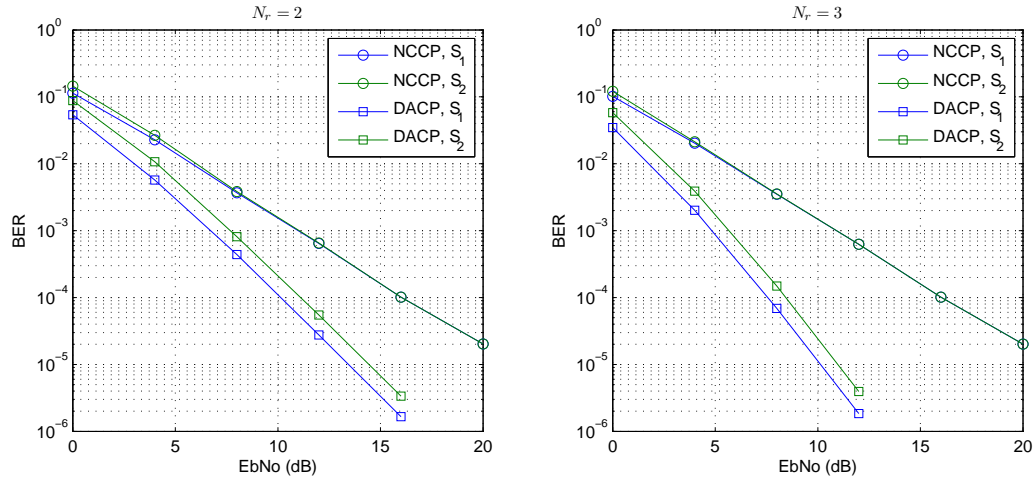 N_r = 2
10^0
10^-1
10^-2
10^-3
10^-4
10^-5
10^-6
BER
0
5
10
15
20
EbNo (dB)
NCCP, S_1
NCCP, S_2
DACP, S_1
DACP, S_2
N_r = 3
10^0
10^-1
10^-2
10^-3
10^-4
10^-5
10^-6
BER
0
5
10
15
20
EbNo (dB)
NCCP, S_1
NCCP, S_2
DACP, S_1
DACP, S_2